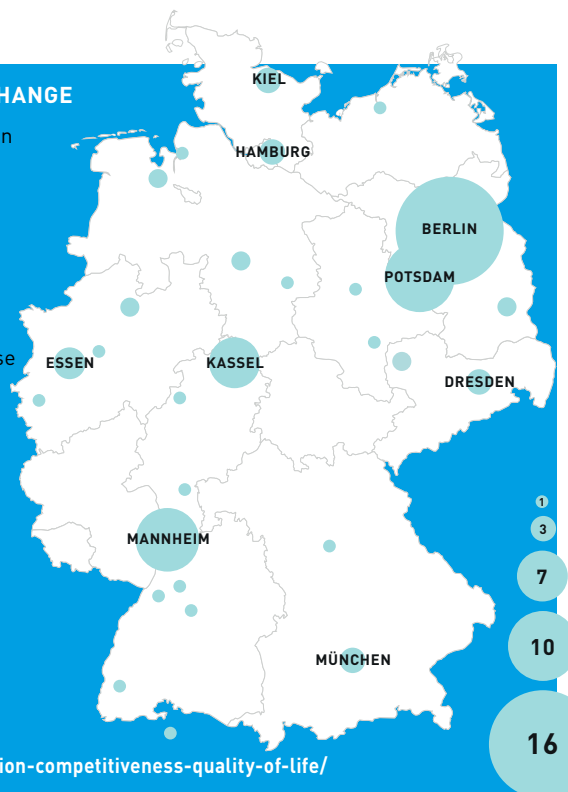 HANGE
n
KIEL
HAMBURG
BERLIN
POTSDAM
se
ESSEN
KASSEL
DRESDEN
1
3
MANNHEIM
7
10
MÜNCHEN
16
ion-competitiveness-quality-of-life/